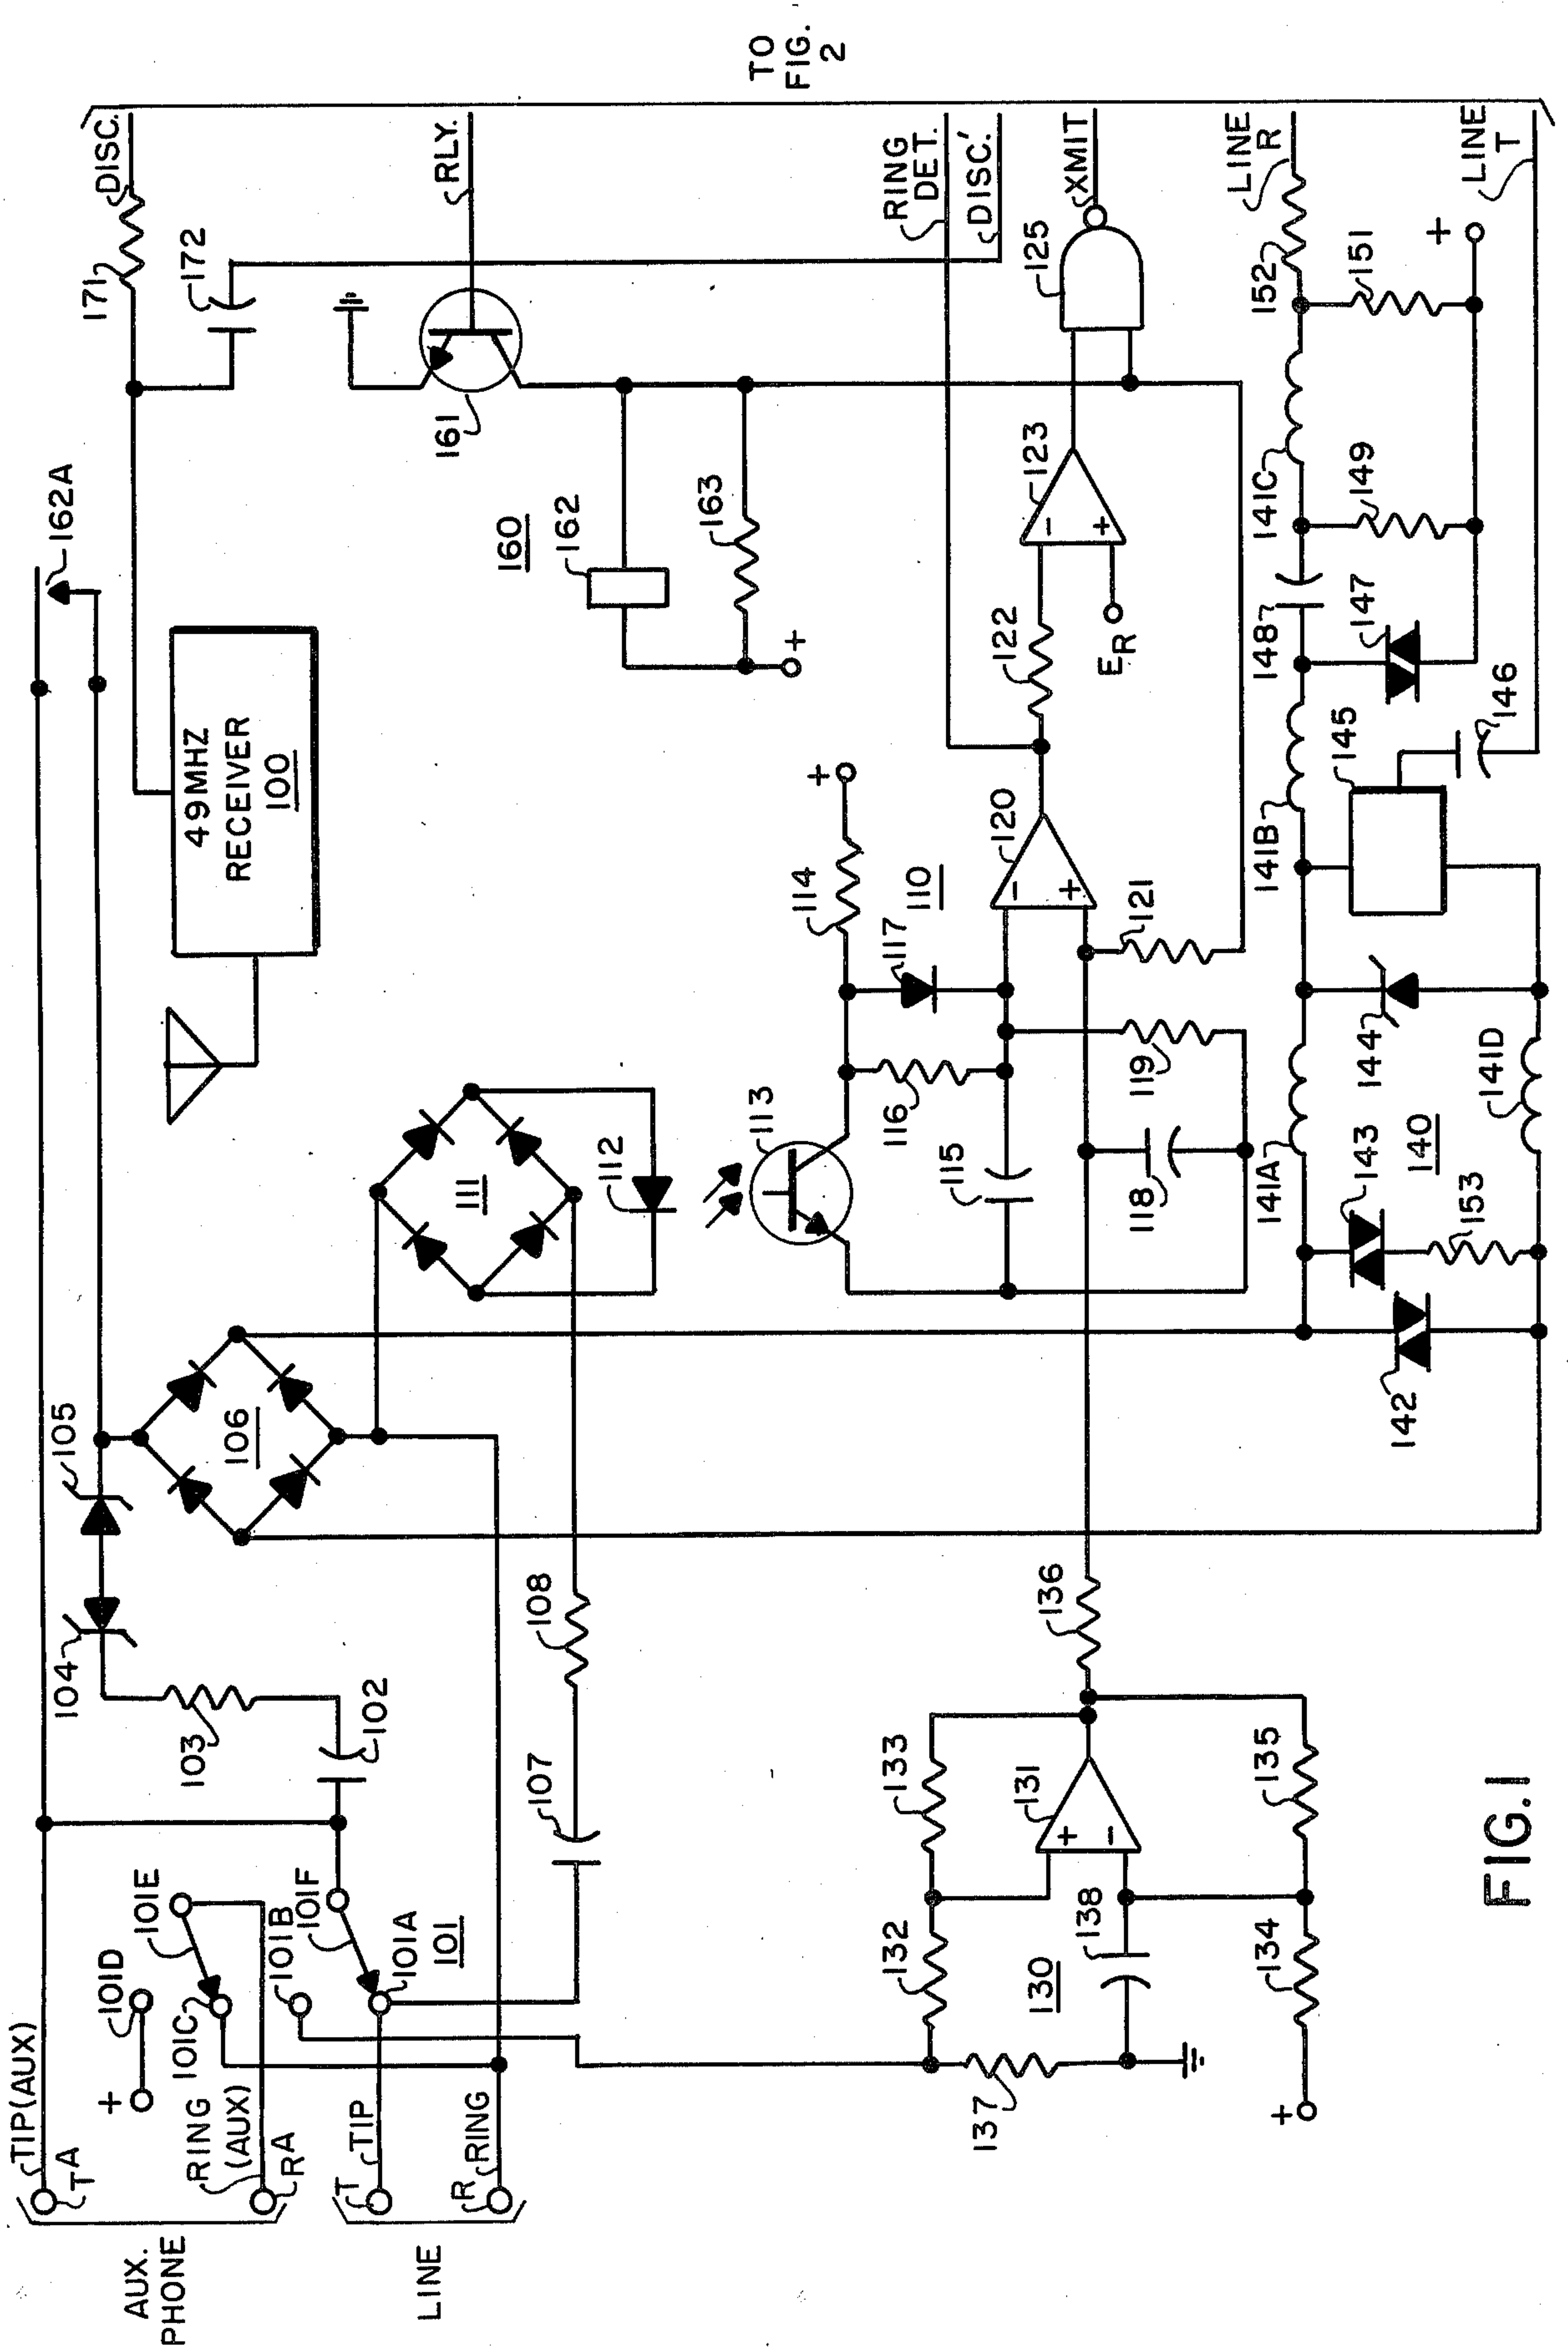 AUX.
PHONE
LINE
TIP(AUX)
TA
+
101D
101E
101C
RING
(AUX)
RA
101B
101F
T
TIP
101A
101
R
RING
104
105
103
102
107
108
106
111
112
162A
49MHZ
RECEIVER
100
171
DISC.
172
RLY.
161
160
162
163
+
TO
FIG.
2
RING
DET.
DISC.'
XMIT
125
123
-
+
ER
122
120
-
+
110
114
+
117
113
116
115
119
118
121
136
133
132
131
+
-
130
138
137
134
135
+
LINE
R
LINE
T
152
151
+
141C
149
148
147
146
145
141B
144
141D
141A
143
140
153
142
FIG. 1